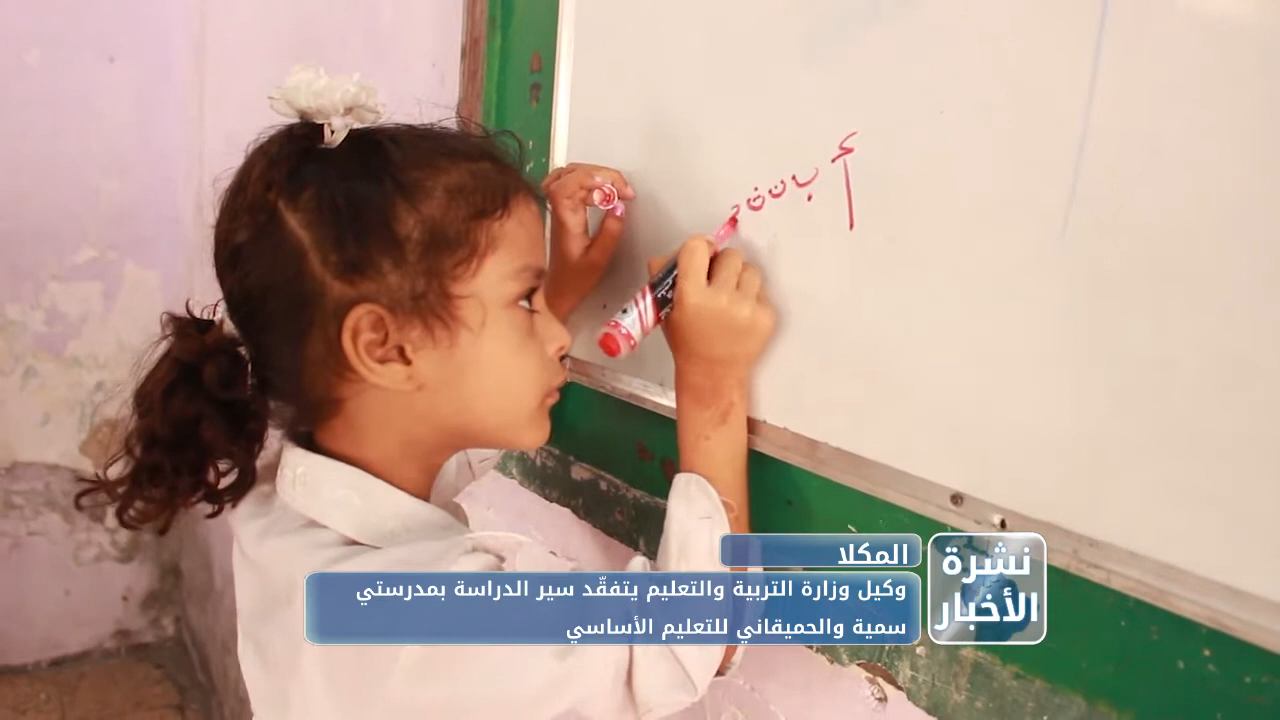 أ ب ت ث
المكلا
نشرة
الأخبار
وكيل وزارة التربية والتعليم يتفقّد سير الدراسة بمدرستي
سمية والحميقاني للتعليم الأساسي